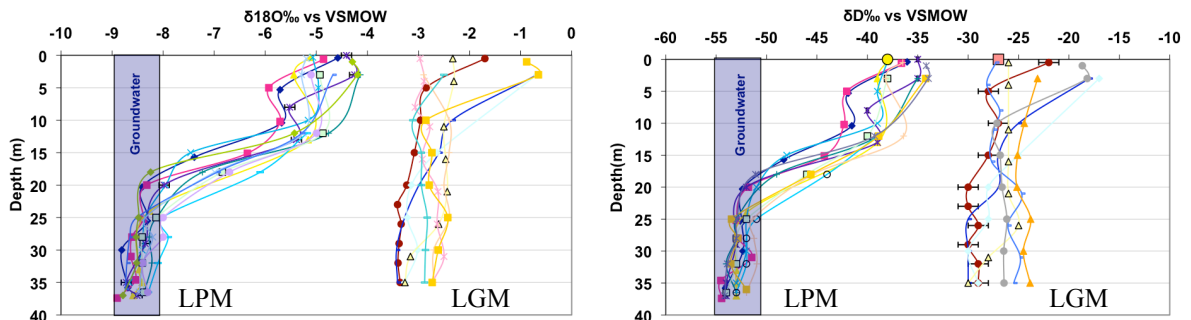 δ18O‰ vs VSMOW
-10 -9 -8 -7 -6 -5 -4 -3 -2 -1 0
0
5
10
15
20
25
30
35
40
Depth (m)
Groundwater
LPM
LGM
δD‰ vs VSMOW
-60 -55 -50 -45 -40 -35 -30 -25 -20 -15 -10
0
5
10
15
20
25
30
35
40
Depth(m)
Groundwater
LPM
LGM